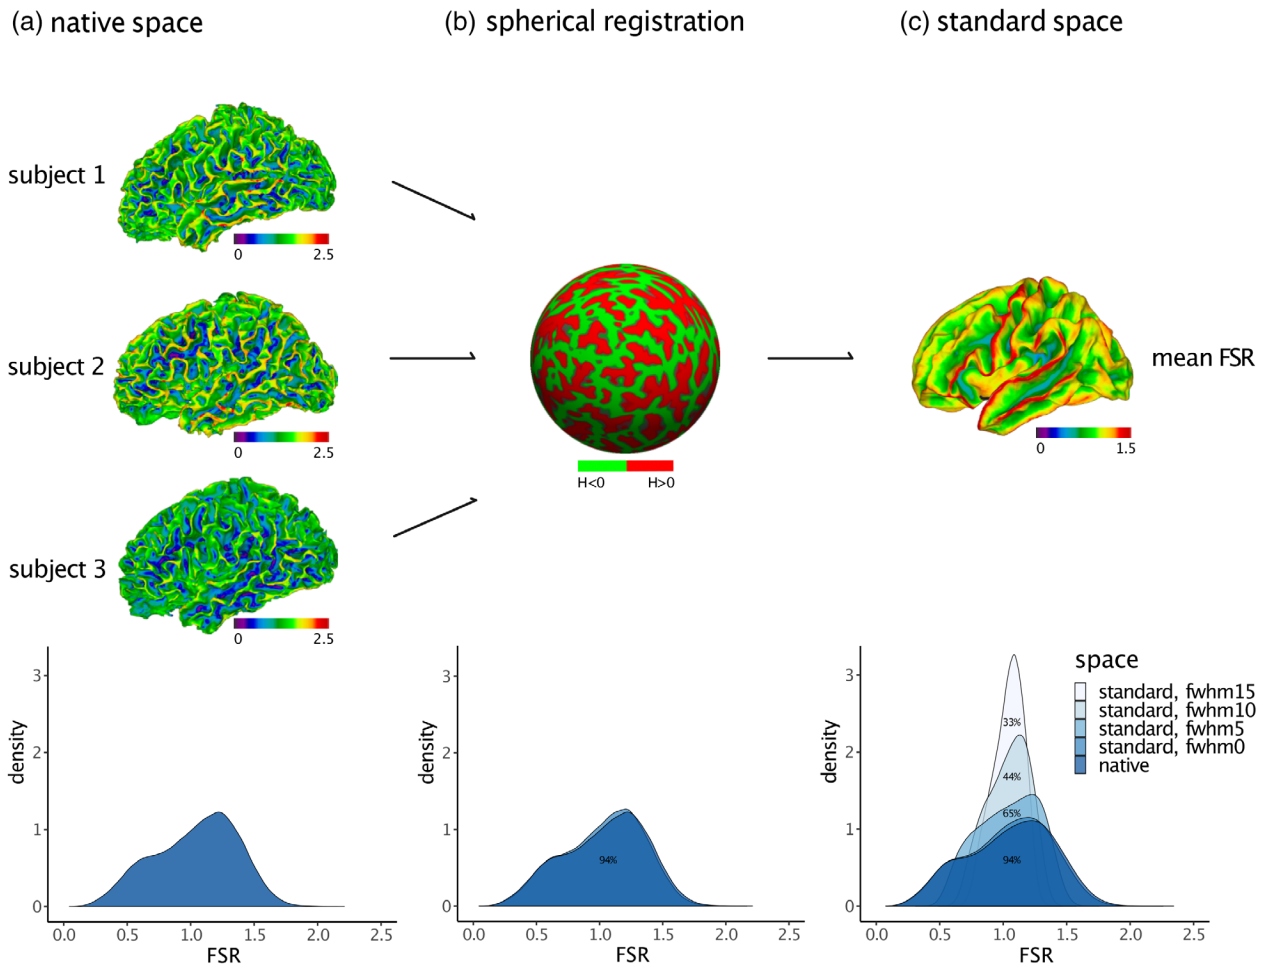 (a) native space
(b) spherical registration
(c) standard space
subject 1
0 2.5
subject 2
0 2.5
subject 3
0 2.5
H<0 H>0
mean FSR
0 1.5
density
3
2
1
0
0.0 0.5 1.0 1.5 2.0 2.5
FSR
density
3
2
1
0
94%
0.0 0.5 1.0 1.5 2.0 2.5
FSR
density
3
2
1
0
33%
44%
65%
94%
0.0 0.5 1.0 1.5 2.0 2.5
FSR
space
standard, fwhm15
standard, fwhm10
standard, fwhm5
standard, fwhm0
native